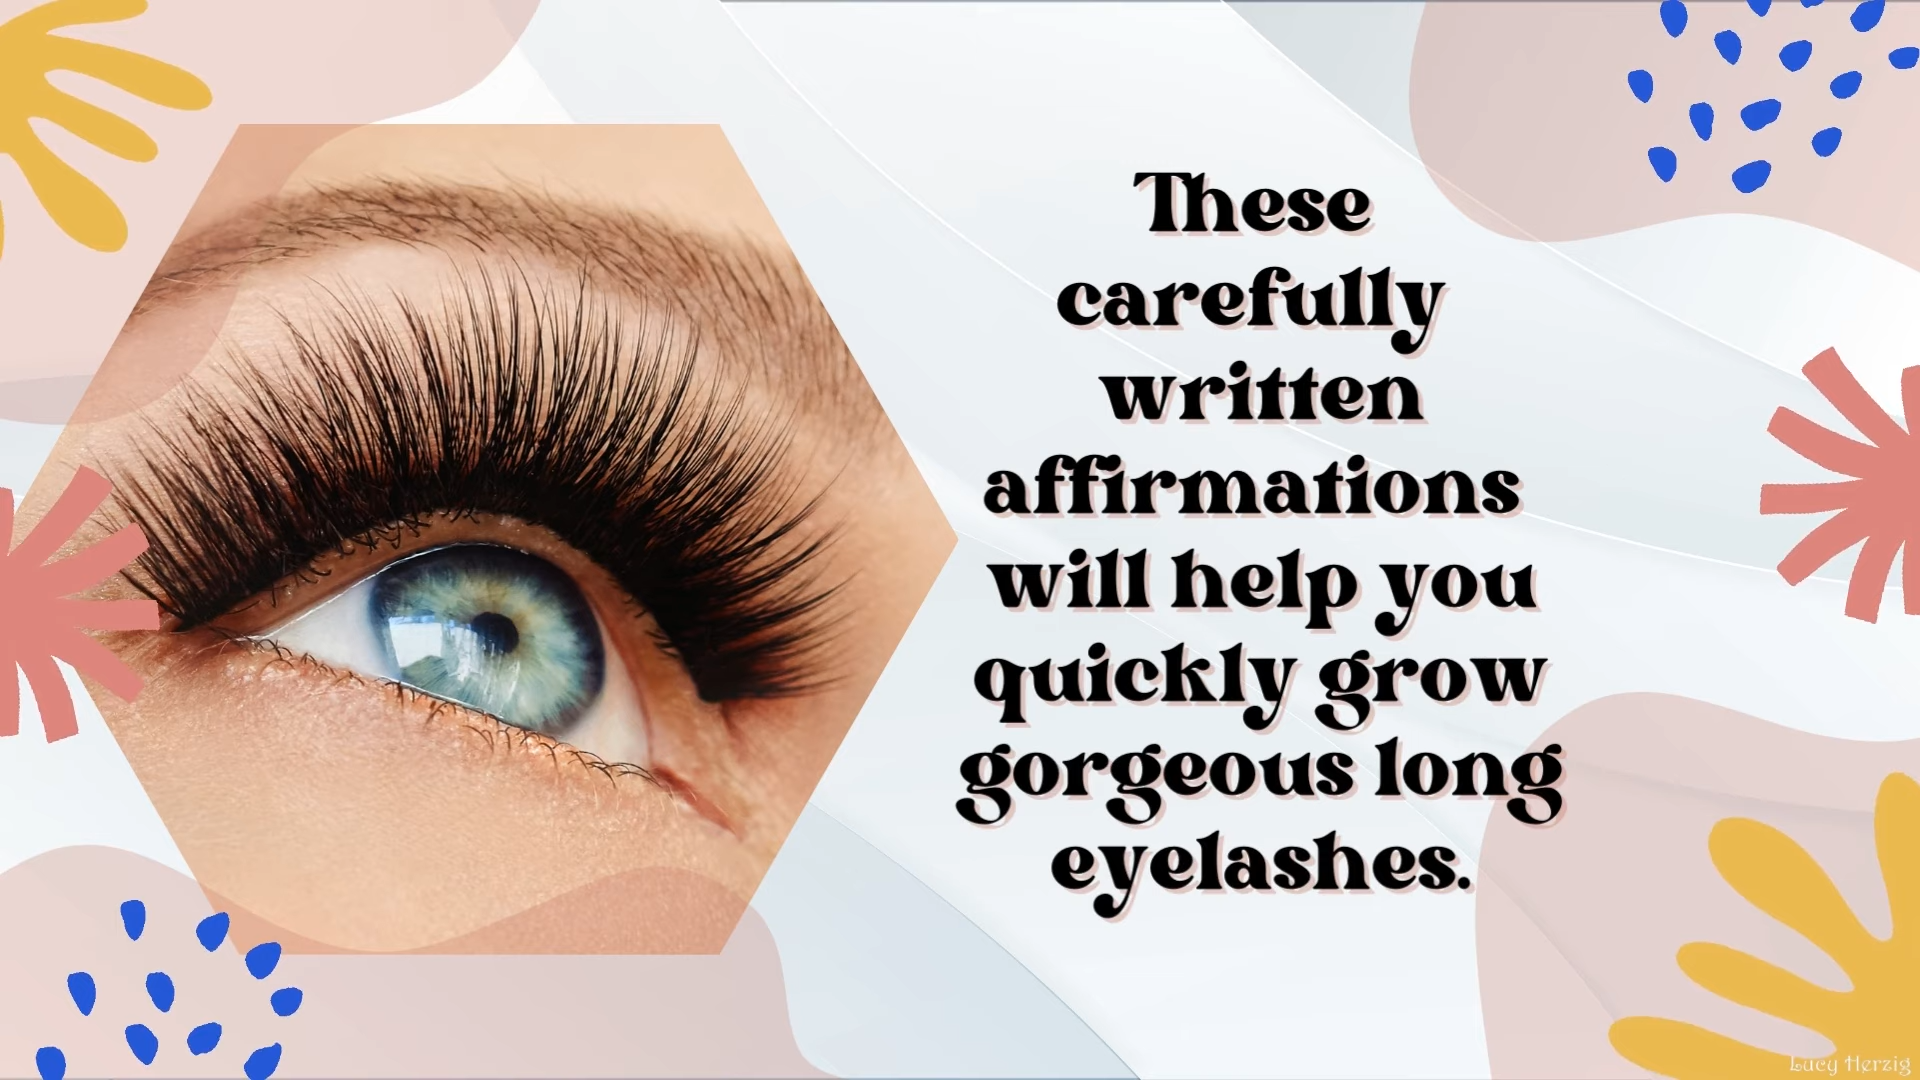 These
carefully
written
affirmations
will help you
quickly grow
gorgeous long
eyelashes.
Lucy Herzig